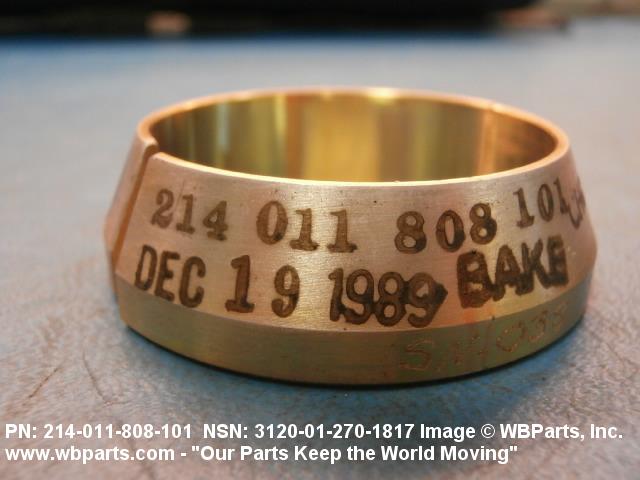 214 011 808 101
DEC 19 1989 BAKE
PN: 214-011-808-101 NSN: 3120-01-270-1817 Image © WBParts, Inc.
www.wbparts.com - "Our Parts Keep the World Moving"